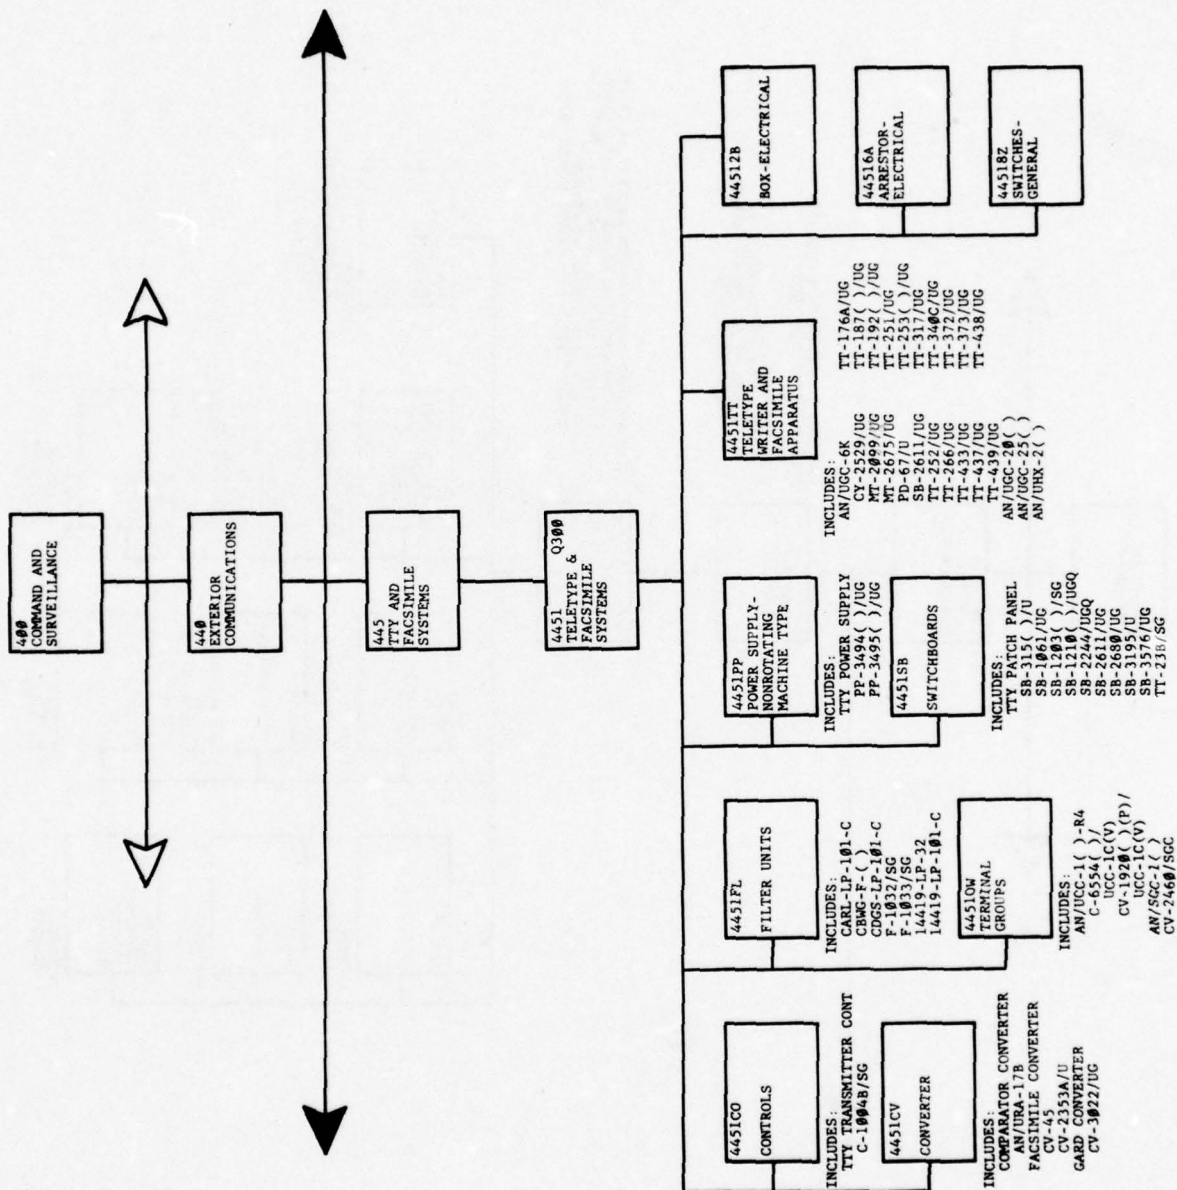 400
COMMAND AND
SURVEILLANCE
440
EXTERIOR
COMMUNICATIONS
445
TTY AND
FACSIMILE
SYSTEMS
4451 Q300
TELETYPE &
FACSIMILE
SYSTEMS
4451CO
CONTROLS
INCLUDES:
TTY TRANSMITTER CONT
C-1004B/SG
4451CV
CONVERTER
INCLUDES:
COMPARATOR CONVERTER
AN/URA-17B
FACSIMILE CONVERTER
CV-45
CV-2353A/U
GARD CONVERTER
CV-3022/UG
4451FL
FILTER UNITS
INCLUDES:
CARL-LP-101-C
CBWG-F-( )
CDGS-LP-101-C
F-1032/SG
F-1033/SG
14419-LP-32
14419-LP-101-C
4451OW
TERMINAL
GROUPS
INCLUDES:
AN/UCC-1( )-R4
C-6554( )/
UCC-1C(V)
CV-1920( )(P)/
UCC-1C(V)
AN/SGC-1( )
CV-2460/SGC
4451PP
POWER SUPPLY-
NONROTATING
MACHINE TYPE
INCLUDES:
TTY POWER SUPPLY
PP-3494( )/UG
PP-3495( )/UG
4451SB
SWITCHBOARDS
INCLUDES:
TTY PATCH PANEL
SB-315( )/U
SB-1061/UG
SB-1203( )/SG
SB-1210( )/UGQ
SB-2244/UGQ
SB-2611/UG
SB-2680/UG
SB-3195/U
SB-3576/UG
TT-23B/SG
4451TT
TELETYPE
WRITER AND
FACSIMILE
APPARATUS
INCLUDES:
AN/UGC-6K
CY-2529/UG
MT-2099/UG
MT-2675/UG
PD-67/U
SB-2611/UG
TT-252/UG
TT-266/UG
TT-433/UG
TT-437/UG
TT-439/UG
AN/UGC-20( )
AN/UGC-25( )
AN/UHX-2( )
TT-176A/UG
TT-187( )/UG
TT-192( )/UG
TT-251/UG
TT-253( )/UG
TT-317/UG
TT-340C/UG
TT-372/UG
TT-373/UG
TT-438/UG
44512B
BOX-ELECTRICAL
44516A
ARRESTOR-
ELECTRICAL
44518Z
SWITCHES-
GENERAL